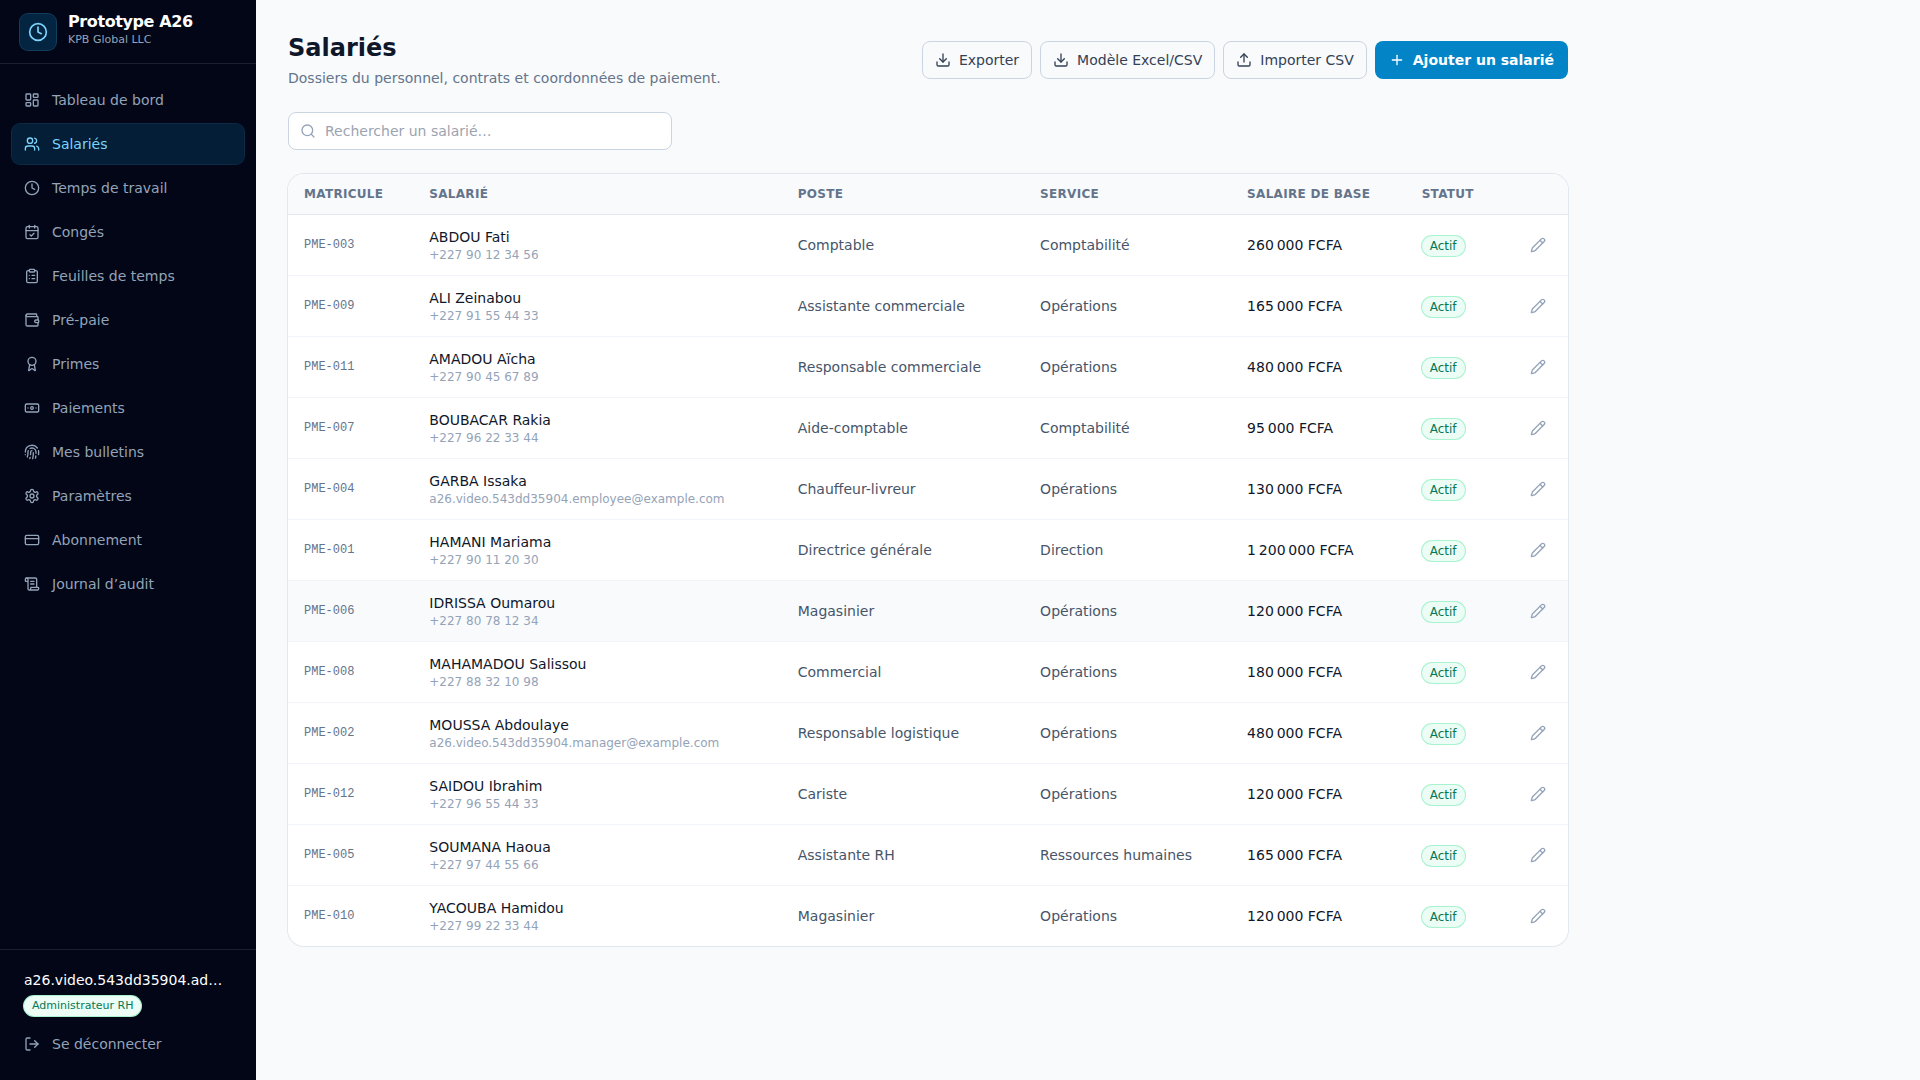 Prototype A26
KPB Global LLC
Tableau de bord
Salariés
Temps de travail
Congés
Feuilles de temps
Pré-paie
Primes
Paiements
Mes bulletins
Paramètres
Abonnement
Journal d’audit
a26.video.543dd35904.ad…
Administrateur RH
Se déconnecter
Salariés
Dossiers du personnel, contrats et coordonnées de paiement.
Exporter
Modèle Excel/CSV
Importer CSV
Ajouter un salarié
Rechercher un salarié…
MATRICULE SALARIÉ POSTE SERVICE SALAIRE DE BASE STATUT
PME-003 ABDOU Fati Comptable Comptabilité 260 000 FCFA Actif
+227 90 12 34 56
PME-009 ALI Zeinabou Assistante commerciale Opérations 165 000 FCFA Actif
+227 91 55 44 33
PME-011 AMADOU Aïcha Responsable commerciale Opérations 480 000 FCFA Actif
+227 90 45 67 89
PME-007 BOUBACAR Rakia Aide-comptable Comptabilité 95 000 FCFA Actif
+227 96 22 33 44
PME-004 GARBA Issaka Chauffeur-livreur Opérations 130 000 FCFA Actif
a26.video.543dd35904.employee@example.com
PME-001 HAMANI Mariama Directrice générale Direction 1 200 000 FCFA Actif
+227 90 11 20 30
PME-006 IDRISSA Oumarou Magasinier Opérations 120 000 FCFA Actif
+227 80 78 12 34
PME-008 MAHAMADOU Salissou Commercial Opérations 180 000 FCFA Actif
+227 88 32 10 98
PME-002 MOUSSA Abdoulaye Responsable logistique Opérations 480 000 FCFA Actif
a26.video.543dd35904.manager@example.com
PME-012 SAIDOU Ibrahim Cariste Opérations 120 000 FCFA Actif
+227 96 55 44 33
PME-005 SOUMANA Haoua Assistante RH Ressources humaines 165 000 FCFA Actif
+227 97 44 55 66
PME-010 YACOUBA Hamidou Magasinier Opérations 120 000 FCFA Actif
+227 99 22 33 44